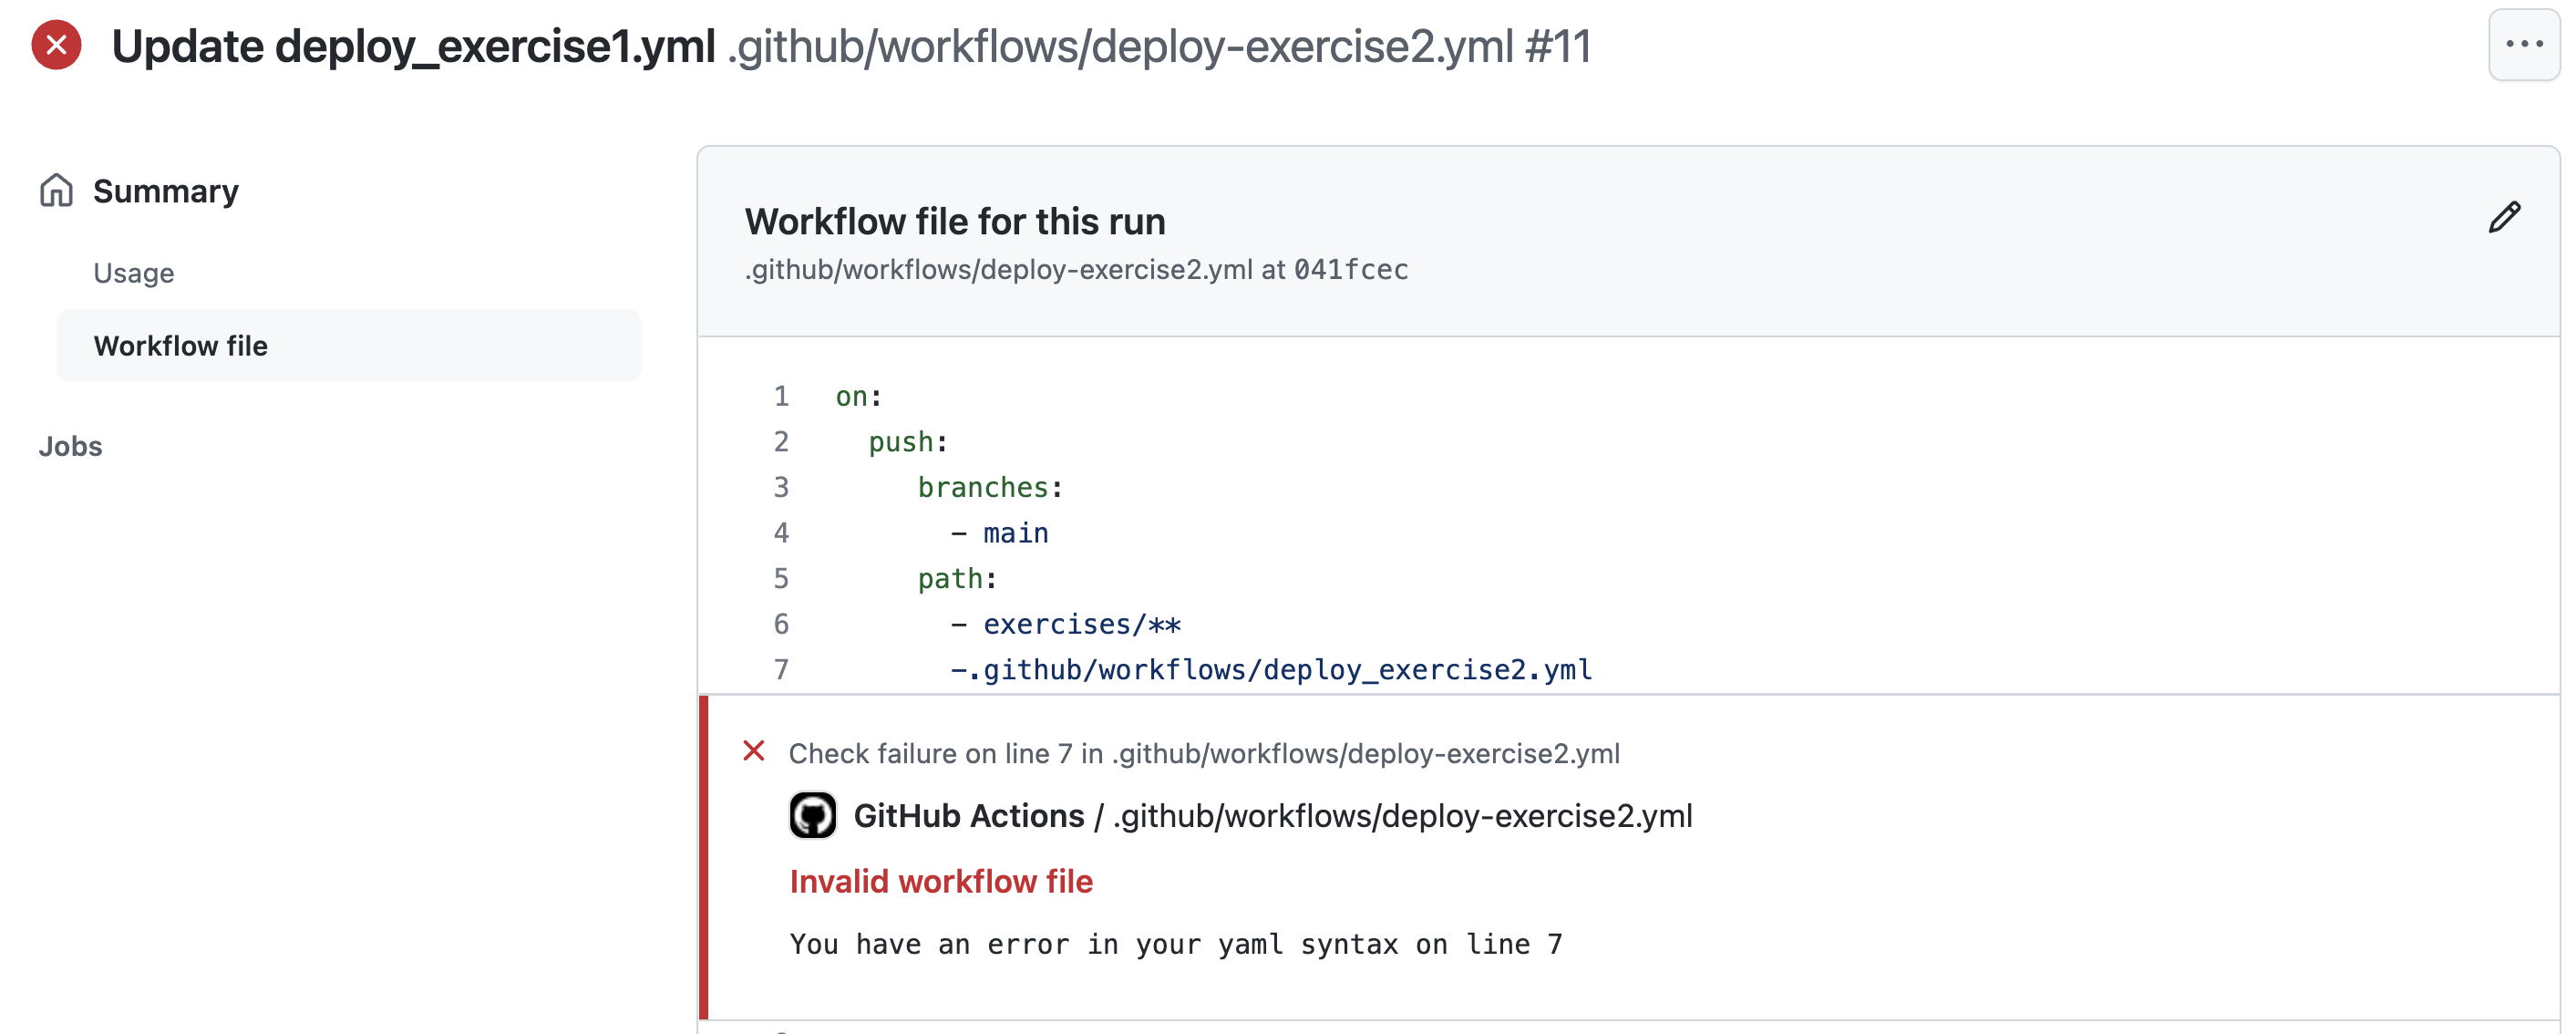 Update deploy_exercise1.yml .github/workflows/deploy-exercise2.yml #11
Summary
Usage
Workflow file
Jobs
Workflow file for this run
.github/workflows/deploy-exercise2.yml at 041fcec
1 on:
2 push:
3 branches:
4 - main
5 path:
6 - exercises/**
7 -.github/workflows/deploy_exercise2.yml
Check failure on line 7 in .github/workflows/deploy-exercise2.yml
GitHub Actions / .github/workflows/deploy-exercise2.yml
Invalid workflow file
You have an error in your yaml syntax on line 7